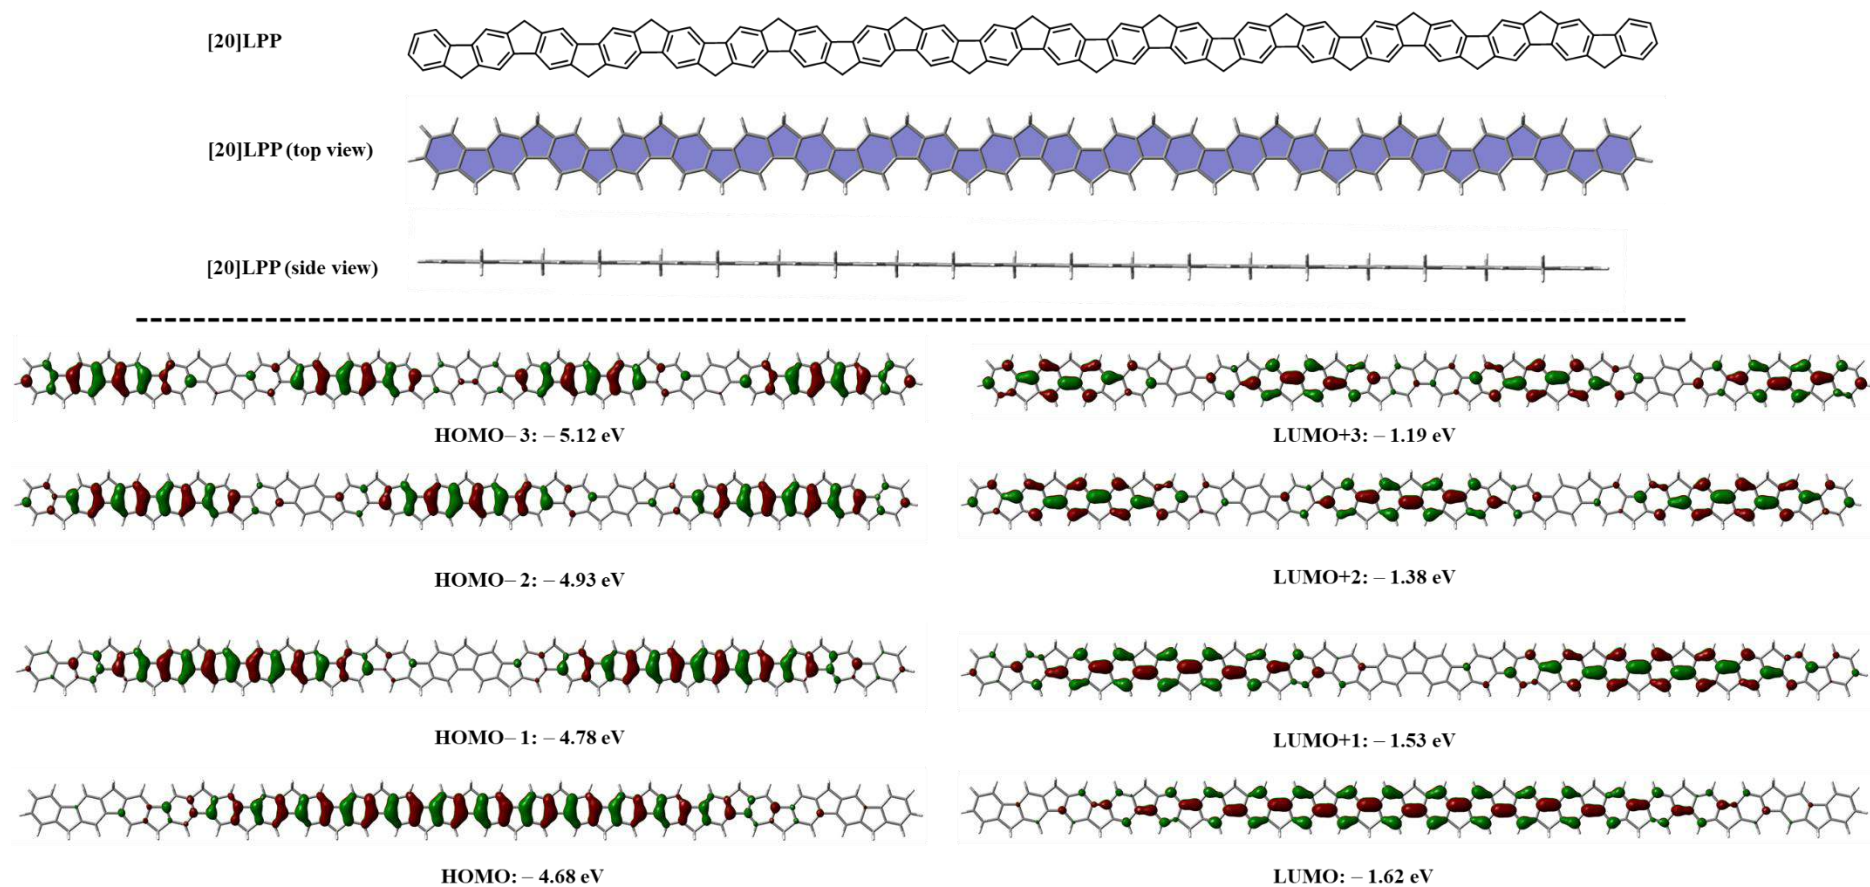 [20]LPP
[20]LPP (top view)
[20]LPP (side view)
HOMO– 3: – 5.12 eV
LUMO+3: – 1.19 eV
HOMO– 2: – 4.93 eV
LUMO+2: – 1.38 eV
HOMO– 1: – 4.78 eV
LUMO+1: – 1.53 eV
HOMO: – 4.68 eV
LUMO: – 1.62 eV